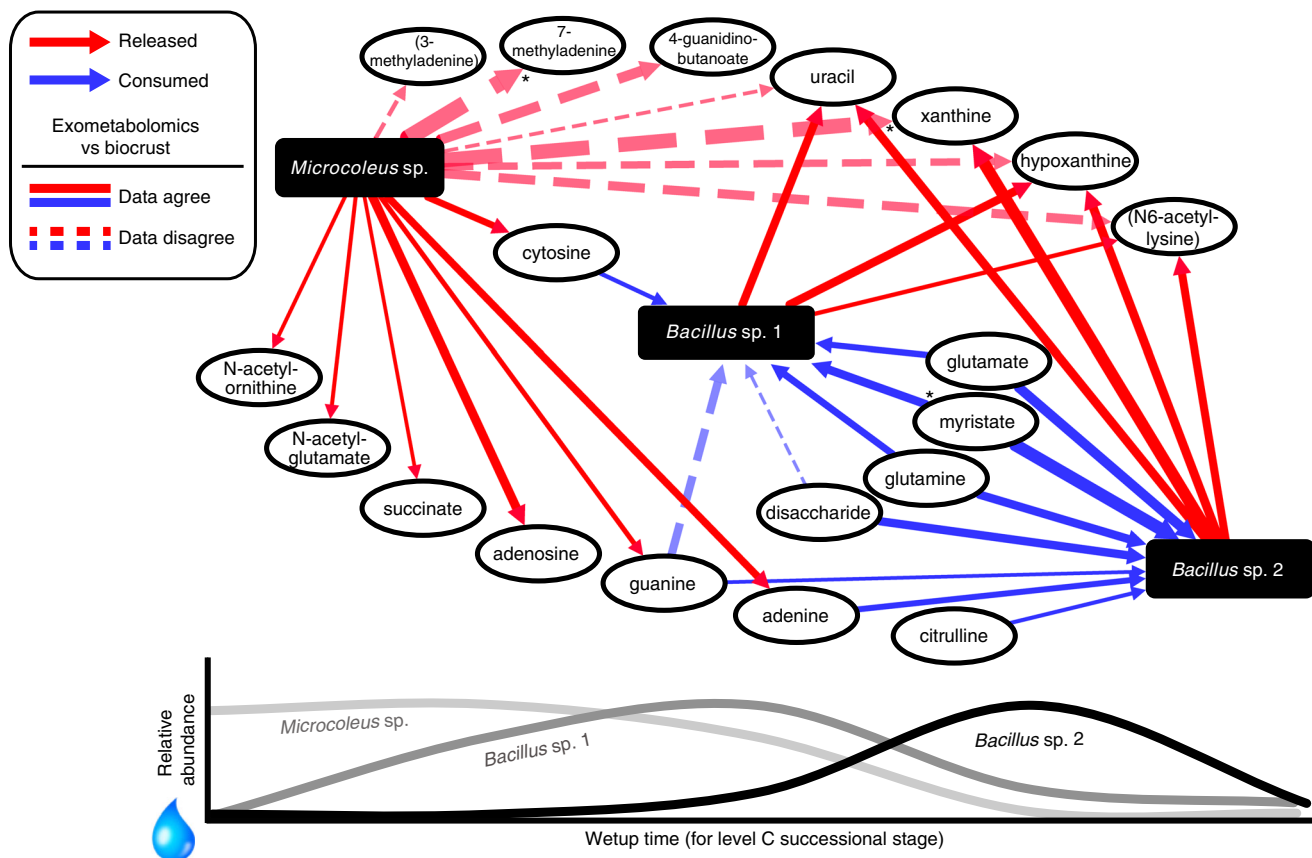 Released
Consumed
Exometabolomics
vs biocrust
Data agree
Data disagree
(3-
methyladenine)
7-
methyladenine
*
4-guanidino-
butanoate
uracil
xanthine
*
hypoxanthine
(N6-acetyl-
lysine)
Microcoleus sp.
cytosine
Bacillus sp. 1
N-acetyl-
ornithine
glutamate
*
myristate
N-acetyl-
glutamate
glutamine
succinate
disaccharide
adenosine
guanine
Bacillus sp. 2
adenine
citrulline
Relative
abundance
Microcoleus sp.
Bacillus sp. 1
Bacillus sp. 2
Wetup time (for level C successional stage)